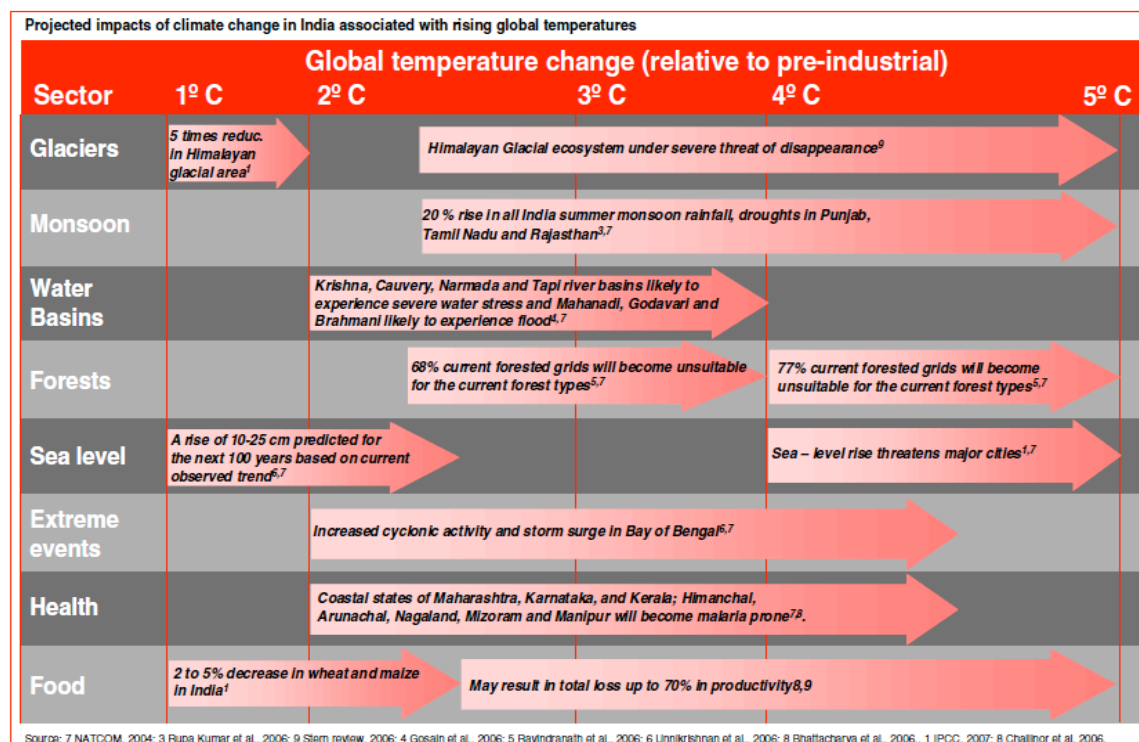 Projected impacts of climate change in India associated with rising global temperatures
Global temperature change (relative to pre-industrial)
Sector 1º C 2º C 3º C 4º C 5º C
Glaciers
5 times reduc.
in Himalayan
glacial area1
Himalayan Glacial ecosystem under severe threat of disappearance9
Monsoon
20 % rise in all India summer monsoon rainfall, droughts in Punjab,
Tamil Nadu and Rajasthan3,7
Water
Basins
Krishna, Cauvery, Narmada and Tapi river basins likely to
experience severe water stress and Mahanadi, Godavari and
Brahmani likely to experience flood4,7
Forests
68% current forested grids will become unsuitable
for the current forest types5,7
77% current forested grids will become
unsuitable for the current forest types5,7
Sea level
A rise of 10-25 cm predicted for
the next 100 years based on current
observed trend6,7
Sea – level rise threatens major cities1,7
Extreme
events
Increased cyclonic activity and storm surge in Bay of Bengal6,7
Health
Coastal states of Maharashtra, Karnataka, and Kerala; Himanchal,
Arunachal, Nagaland, Mizoram and Manipur will become malaria prone7,8.
Food
2 to 5% decrease in wheat and maize
in India1
May result in total loss up to 70% in productivity8,9
Source: 7 NATCOM, 2004; 3 Rupa Kumar et al., 2006; 9 Stern review, 2006; 4 Gosain et al., 2006; 5 Ravindranath et al., 2006; 6 Unnikrishnan et al., 2006; 8 Bhattacharya et al., 2006., 1 IPCC, 2007; 8 Challinor et al, 2006.